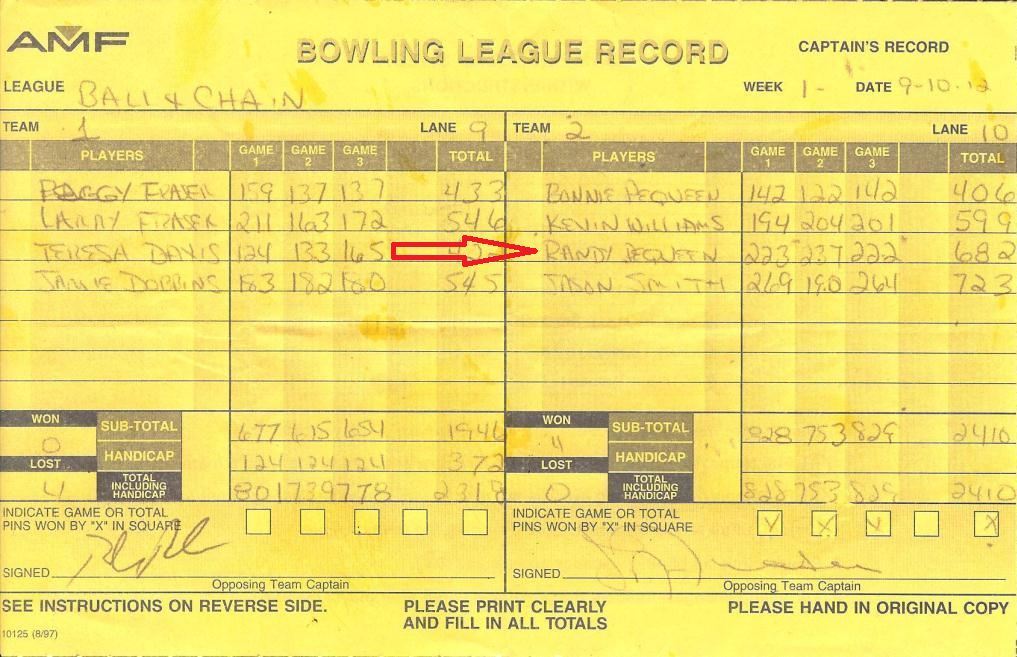 AMF
BOWLING LEAGUE RECORD
CAPTAIN'S RECORD
LEAGUE BALL & CHAIN
WEEK 1- DATE 9-10-12
TEAM 1 LANE 9 TEAM 2 LANE 10
PLAYERS GAME 1 GAME 2 GAME 3 TOTAL PLAYERS GAME 1 GAME 2 GAME 3 TOTAL
PEGGY FRASER 159 137 137 433 BONNIE PEQUEEN 142 122 142 406
LARRY FRASER 211 163 172 546 KEVIN WILLIAMS 194 204 201 599
TERESA DAVIS 124 133 165 RANDY PEQUEEN 223 237 222 682
JAMIE DOBBINS 183 182 180 545 JASON SMITH 269 190 264 723
WON 0 SUB-TOTAL 677 615 654 1946 WON 4 SUB-TOTAL 828 753 829 2410
HANDICAP 124 124 124 372 HANDICAP
LOST 4 TOTAL INCLUDING HANDICAP 801 739 778 2318 LOST 0 TOTAL INCLUDING HANDICAP 828 753 829 2410
INDICATE GAME OR TOTAL INDICATE GAME OR TOTAL
PINS WON BY "X" IN SQUARE PINS WON BY "X" IN SQUARE X X X X
SIGNED SIGNED
Opposing Team Captain Opposing Team Captain
SEE INSTRUCTIONS ON REVERSE SIDE. PLEASE PRINT CLEARLY PLEASE HAND IN ORIGINAL COPY
AND FILL IN ALL TOTALS
10125 (8/97)